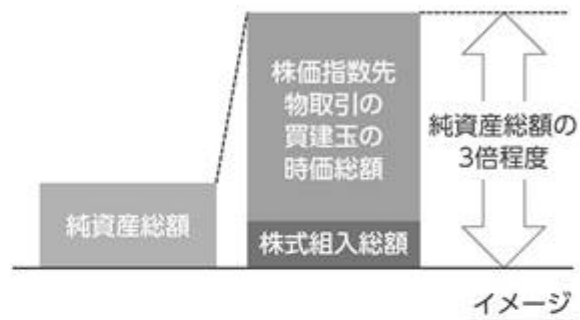 純資産総額
株価指数先
物取引の
買建玉の
時価総額
株式組入総額
純資産総額の
3倍程度
イメージ